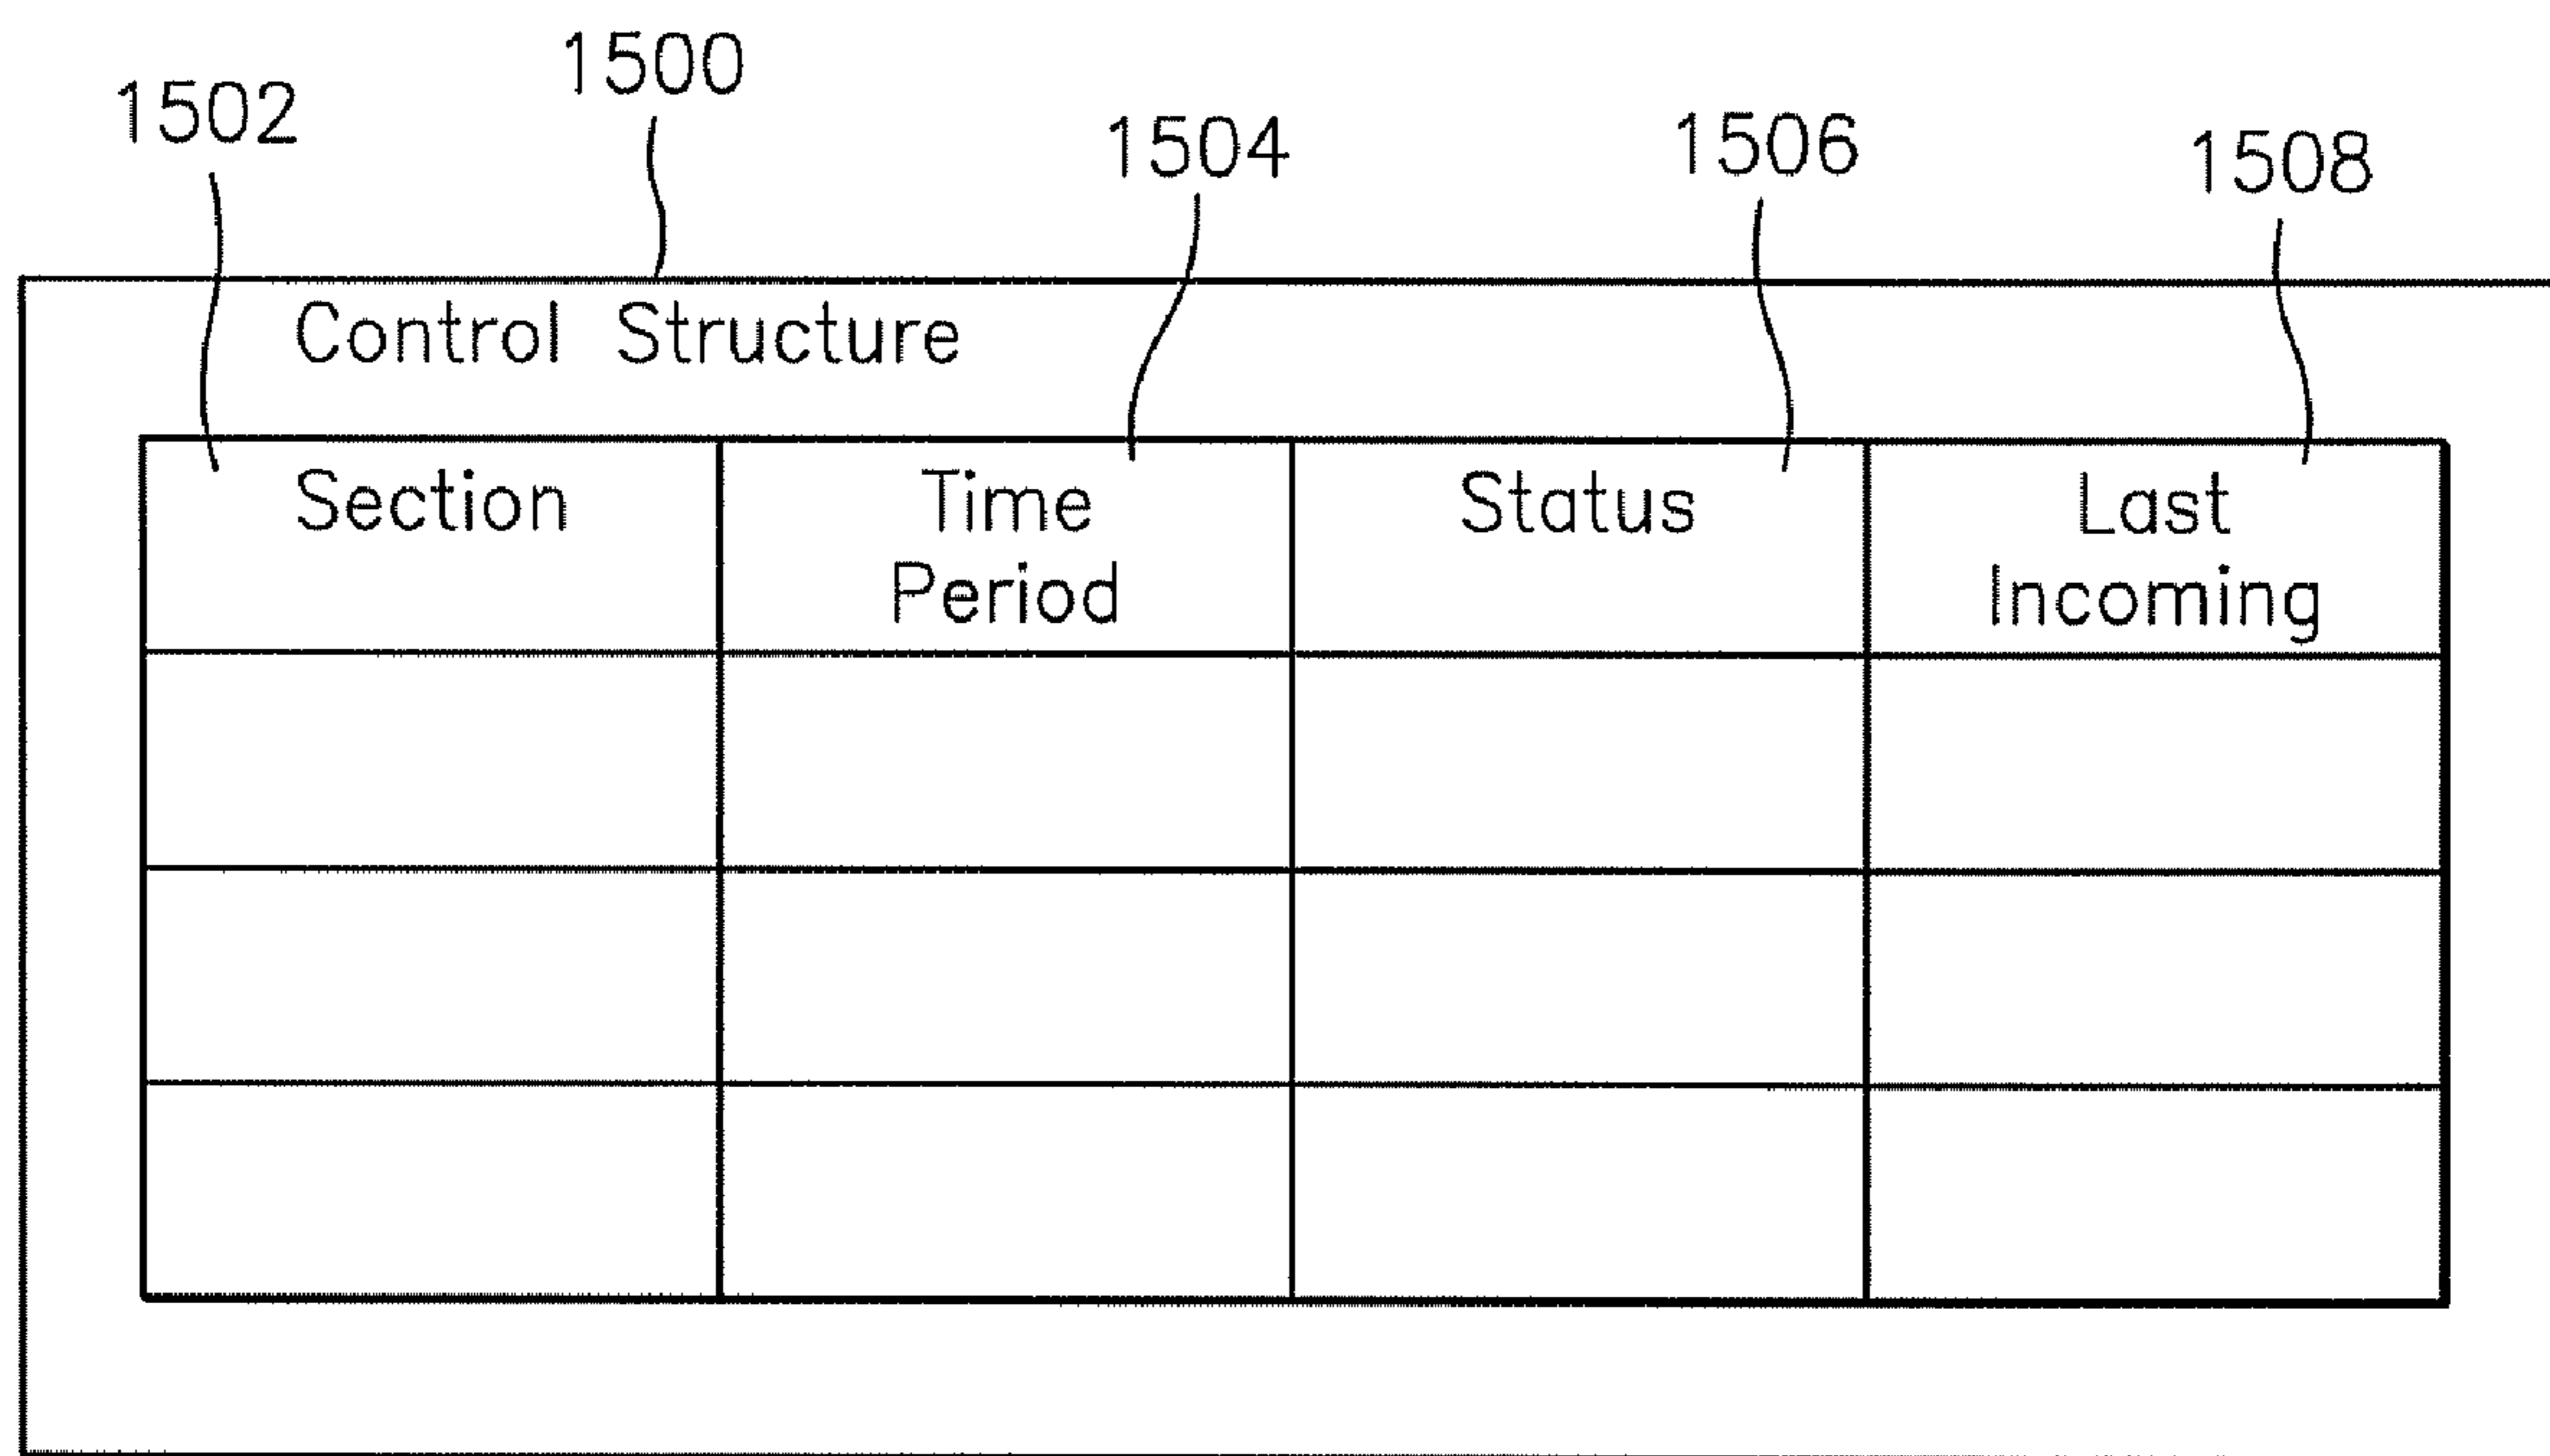 1500
1502
1504
1506
1508
Control Structure
Section
Time
Period
Status
Last
Incoming